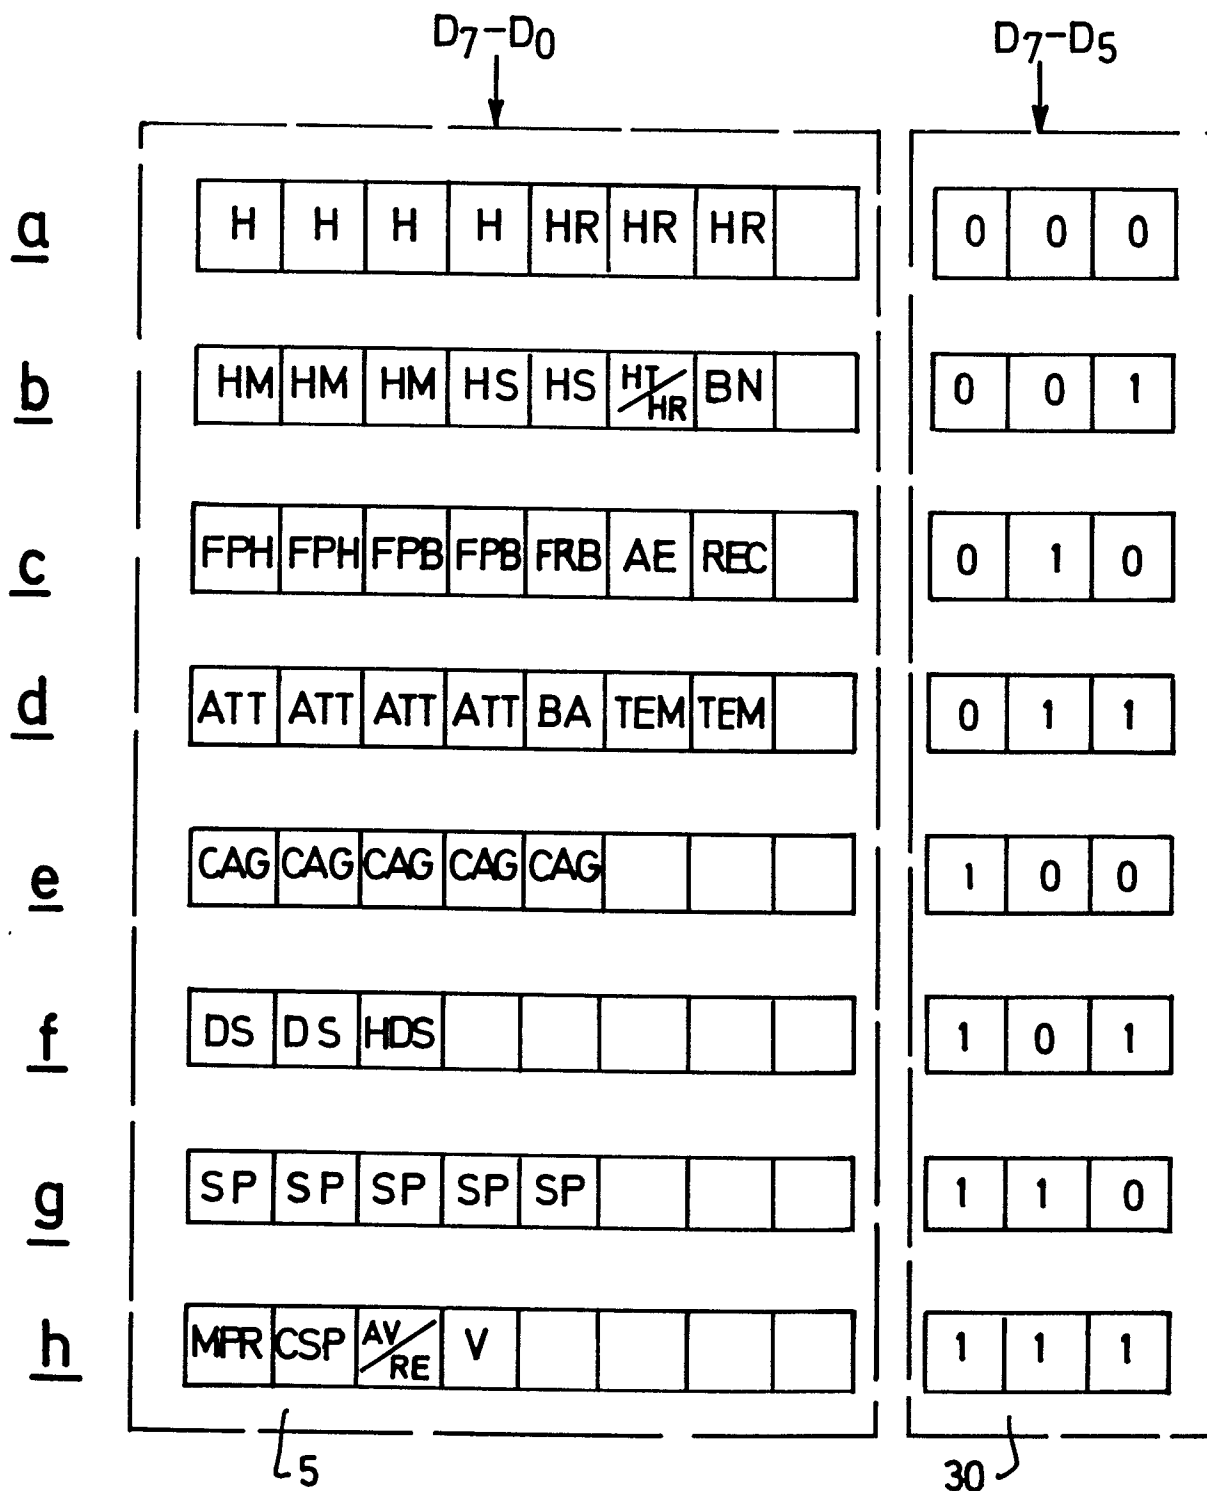 D7-D0 D7-D5
a H H H H HR HR HR 0 0 0
b HM HM HM HS HS HT/HR BN 0 0 1
c FPH FPH FPB FPB FRB AE REC 0 1 0
d ATT ATT ATT ATT BA TEM TEM 0 1 1
e CAG CAG CAG CAG CAG 1 0 0
f DS DS HDS 1 0 1
g SP SP SP SP SP 1 1 0
h MPR CSP AV/RE V 1 1 1
5 30